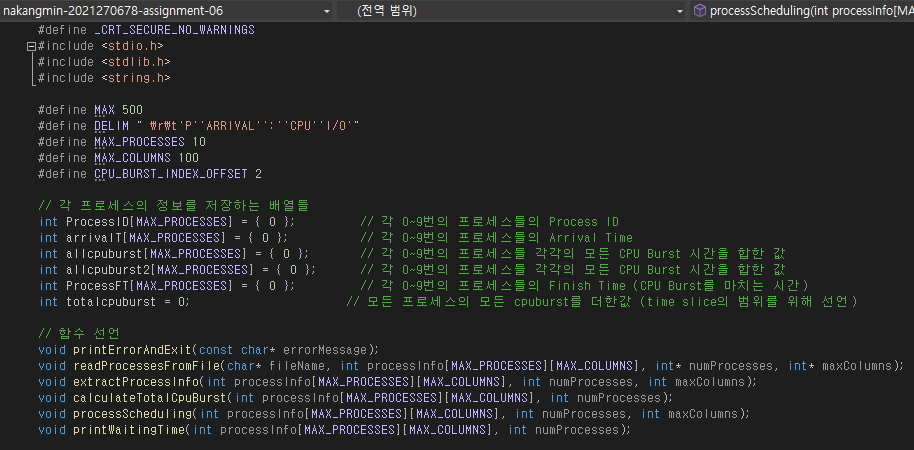 nakangmin-2021270678-assignment-06 (전역 범위) processScheduling(int processInfo[MA
#define _CRT_SECURE_NO_WARNINGS
#include <stdio.h>
#include <stdlib.h>
#include <string.h>
#define MAX 500
#define DELIM " ₩r₩t'P''ARRIVAL'':''CPU''I/O'"
#define MAX_PROCESSES 10
#define MAX_COLUMNS 100
#define CPU_BURST_INDEX_OFFSET 2
// 각 프로세스의 정보를 저장하는 배열들
int ProcessID[MAX_PROCESSES] = { 0 }; // 각 0~9번의 프로세스들의 Process ID
int arrivalT[MAX_PROCESSES] = { 0 }; // 각 0~9번의 프로세스들의 Arrival Time
int allcpuburst[MAX_PROCESSES] = { 0 }; // 각 0~9번의 프로세스들 각각의 모든 CPU Burst 시간을 합한 값
int allcpuburst2[MAX_PROCESSES] = { 0 }; // 각 0~9번의 프로세스들 각각의 모든 CPU Burst 시간을 합한 값
int ProcessFT[MAX_PROCESSES] = { 0 }; // 각 0~9번의 프로세스들의 Finish Time (CPU Burst를 마치는 시간)
int totalcpuburst = 0; // 모든 프로세스의 모든 cpuburst를 더한값 (time slice의 범위를 위해 선언)
// 함수 선언
void printErrorAndExit(const char* errorMessage);
void readProcessesFromFile(char* fileName, int processInfo[MAX_PROCESSES][MAX_COLUMNS], int* numProcesses, int* maxColumns);
void extractProcessInfo(int processInfo[MAX_PROCESSES][MAX_COLUMNS], int numProcesses, int maxColumns);
void calculateTotalCpuBurst(int processInfo[MAX_PROCESSES][MAX_COLUMNS], int numProcesses);
void processScheduling(int processInfo[MAX_PROCESSES][MAX_COLUMNS], int numProcesses, int maxColumns);
void printWaitingTime(int processInfo[MAX_PROCESSES][MAX_COLUMNS], int numProcesses);